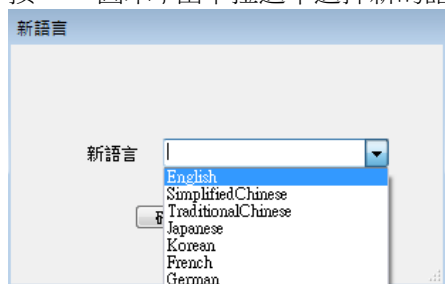 新語言
新語言
English
SimplifiedChinese
TraditionalChinese
Japanese
Korean
French
German